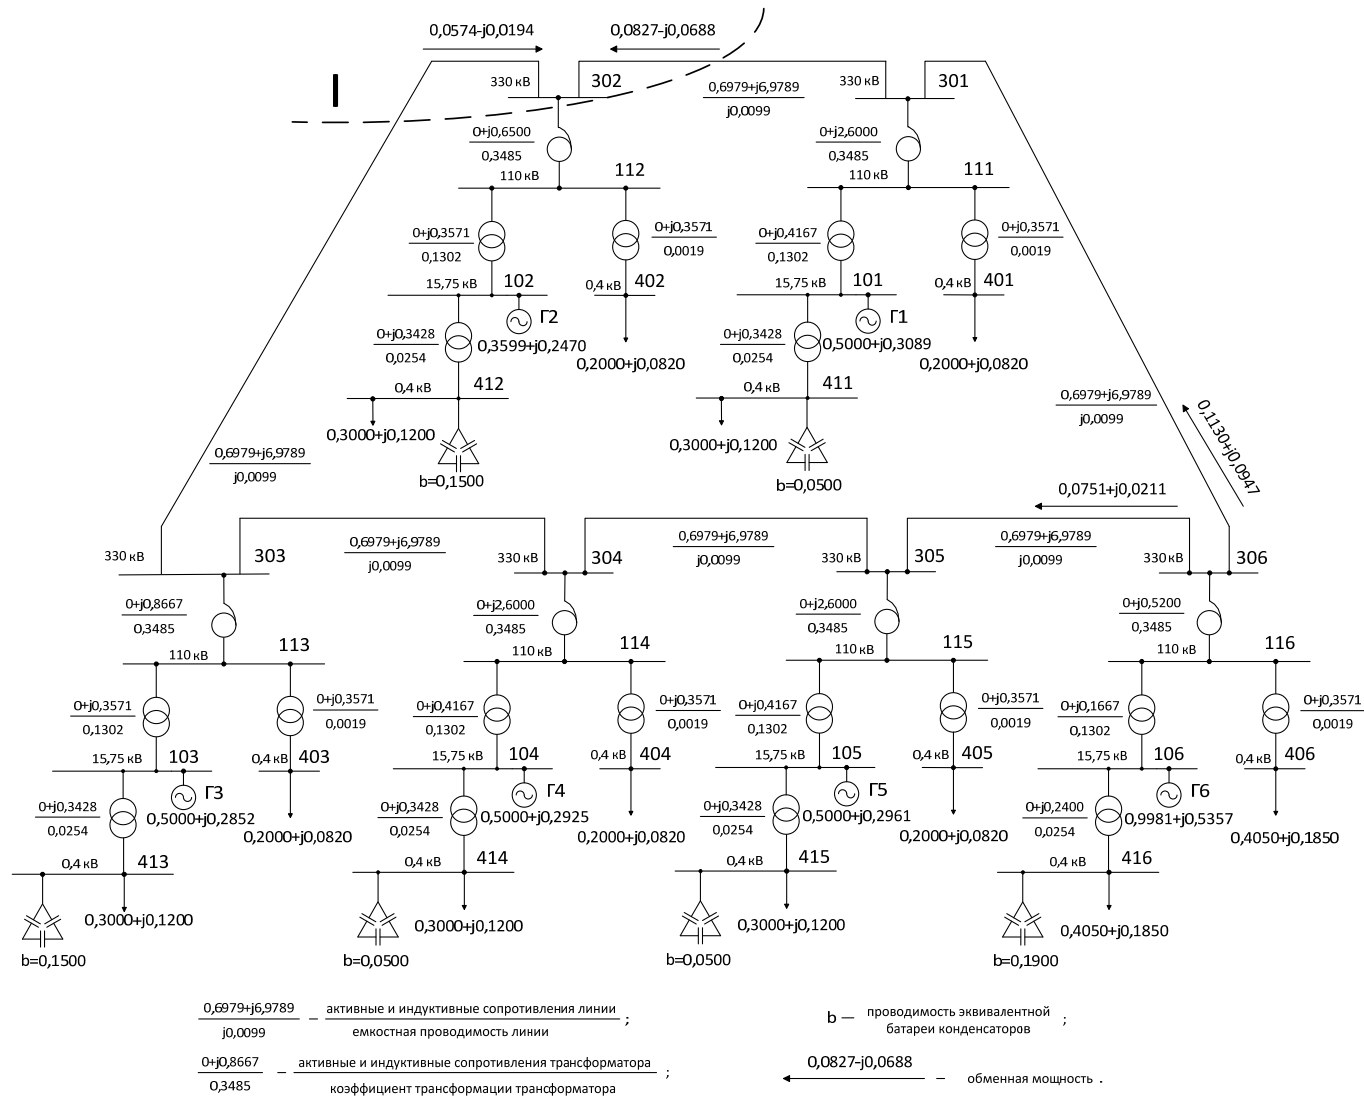 0,0574-j0,0194
0,0827-j0,0688
I
330 кВ
302
0,6979+j6,9789
j0,0099
330 кВ
301
0+j0,6500
0,3485
0+j2,6000
0,3485
110 кВ
112
110 кВ
111
0+j0,3571
0,1302
0+j0,3571
0,0019
0+j0,4167
0,1302
0+j0,3571
0,0019
15,75 кВ
102
0,4 кВ
402
15,75 кВ
101
0,4 кВ
401
Г2
Г1
0+j0,3428
0,0254
0,3599+j0,2470
0,2000+j0,0820
0+j0,3428
0,0254
0,5000+j0,3089
0,2000+j0,0820
0,4 кВ
412
0,4 кВ
411
0,3000+j0,1200
b=0,1500
0,3000+j0,1200
b=0,0500
0,6979+j6,9789
j0,0099
0,1130+j0,0947
0,6979+j6,9789
j0,0099
0,0751+j0,0211
0,6979+j6,9789
j0,0099
0,6979+j6,9789
j0,0099
0,6979+j6,9789
j0,0099
330 кВ
303
330 кВ
304
330 кВ
305
330 кВ
306
0+j0,8667
0,3485
0+j2,6000
0,3485
0+j2,6000
0,3485
0+j0,5200
0,3485
110 кВ
113
110 кВ
114
110 кВ
115
110 кВ
116
0+j0,3571
0,1302
0+j0,3571
0,0019
0+j0,4167
0,1302
0+j0,3571
0,0019
0+j0,4167
0,1302
0+j0,3571
0,0019
0+j0,1667
0,1302
0+j0,3571
0,0019
15,75 кВ
103
0,4 кВ
403
15,75 кВ
104
0,4 кВ
404
15,75 кВ
105
0,4 кВ
405
15,75 кВ
106
0,4 кВ
406
Г3
Г4
Г5
Г6
0+j0,3428
0,0254
0,5000+j0,2852
0,2000+j0,0820
0+j0,3428
0,0254
0,5000+j0,2925
0,2000+j0,0820
0+j0,3428
0,0254
0,5000+j0,2961
0,2000+j0,0820
0+j0,2400
0,0254
0,9981+j0,5357
0,4050+j0,1850
0,4 кВ
413
0,4 кВ
414
0,4 кВ
415
0,4 кВ
416
0,3000+j0,1200
b=0,1500
0,3000+j0,1200
b=0,0500
0,3000+j0,1200
b=0,0500
0,4050+j0,1850
b=0,1900
0,6979+j6,9789
j0,0099
– активные и индуктивные сопротивления линии
емкостная проводимость линии ;
b — проводимость эквивалентной
батареи конденсаторов ;
0+j0,8667
0,3485
– активные и индуктивные сопротивления трансформатора
коэффициент трансформации трансформатора ;
0,0827-j0,0688
– обменная мощность .